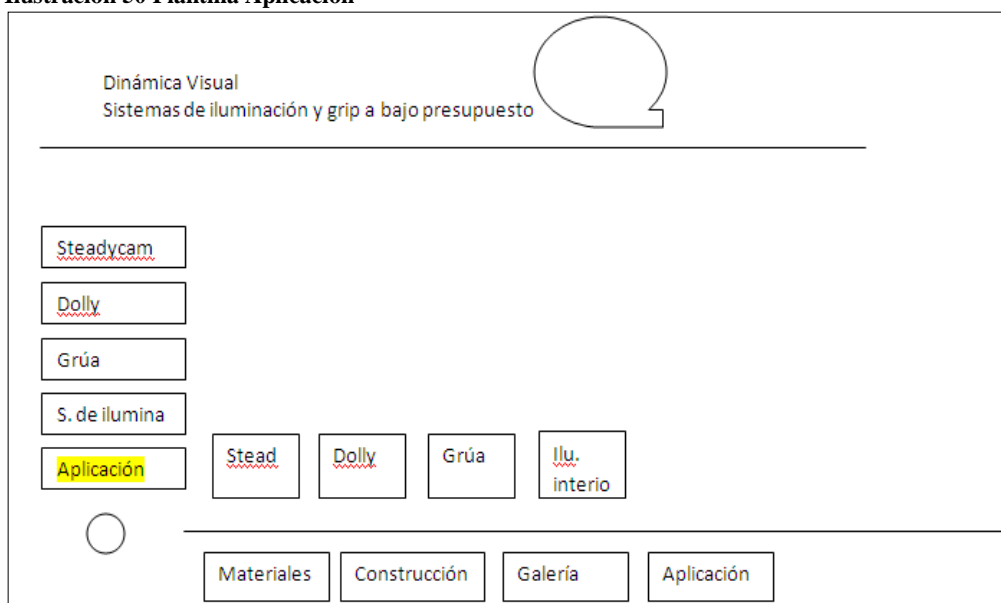 Ilustración 50 Plantilla Aplicación
Dinámica Visual
Sistemas de iluminación y grip a bajo presupuesto
Steadycam
Dolly
Grúa
S. de ilumina
Aplicación
Stead
Dolly
Grúa
Ilu.
interio
Materiales
Construcción
Galería
Aplicación